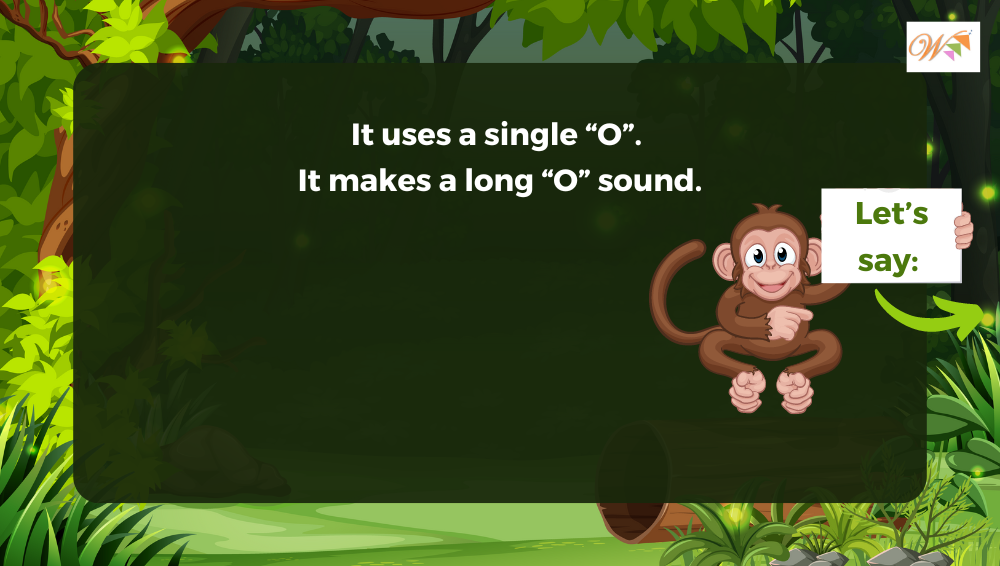 It uses a single “O”.
It makes a long “O” sound.
Let’s
say:
W